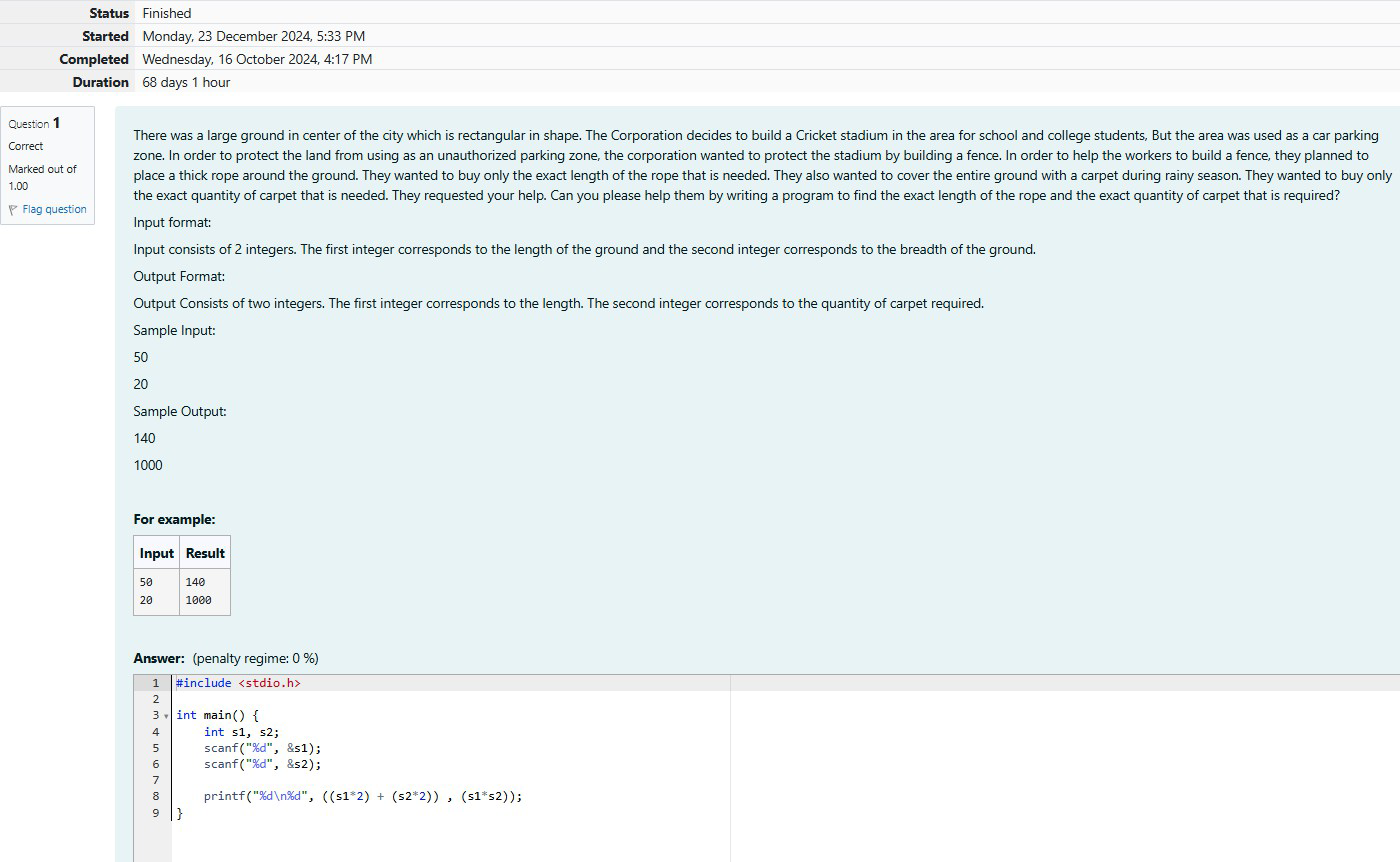 Status Finished
Started Monday, 23 December 2024, 5:33 PM
Completed Wednesday, 16 October 2024, 4:17 PM
Duration 68 days 1 hour
Question 1
Correct
Marked out of
1.00
Flag question
There was a large ground in center of the city which is rectangular in shape. The Corporation decides to build a Cricket stadium in the area for school and college students, But the area was used as a car parking
zone. In order to protect the land from using as an unauthorized parking zone, the corporation wanted to protect the stadium by building a fence. In order to help the workers to build a fence, they planned to
place a thick rope around the ground. They wanted to buy only the exact length of the rope that is needed. They also wanted to cover the entire ground with a carpet during rainy season. They wanted to buy only
the exact quantity of carpet that is needed. They requested your help. Can you please help them by writing a program to find the exact length of the rope and the exact quantity of carpet that is required?
Input format:
Input consists of 2 integers. The first integer corresponds to the length of the ground and the second integer corresponds to the breadth of the ground.
Output Format:
Output Consists of two integers. The first integer corresponds to the length. The second integer corresponds to the quantity of carpet required.
Sample Input:
50
20
Sample Output:
140
1000
For example:
Input Result
50 140
20 1000
Answer: (penalty regime: 0 %)
1 #include <stdio.h>
2
3 int main() {
4 int s1, s2;
5 scanf("%d", &s1);
6 scanf("%d", &s2);
7
8 printf("%d\n%d", ((s1*2) + (s2*2)) , (s1*s2));
9 }